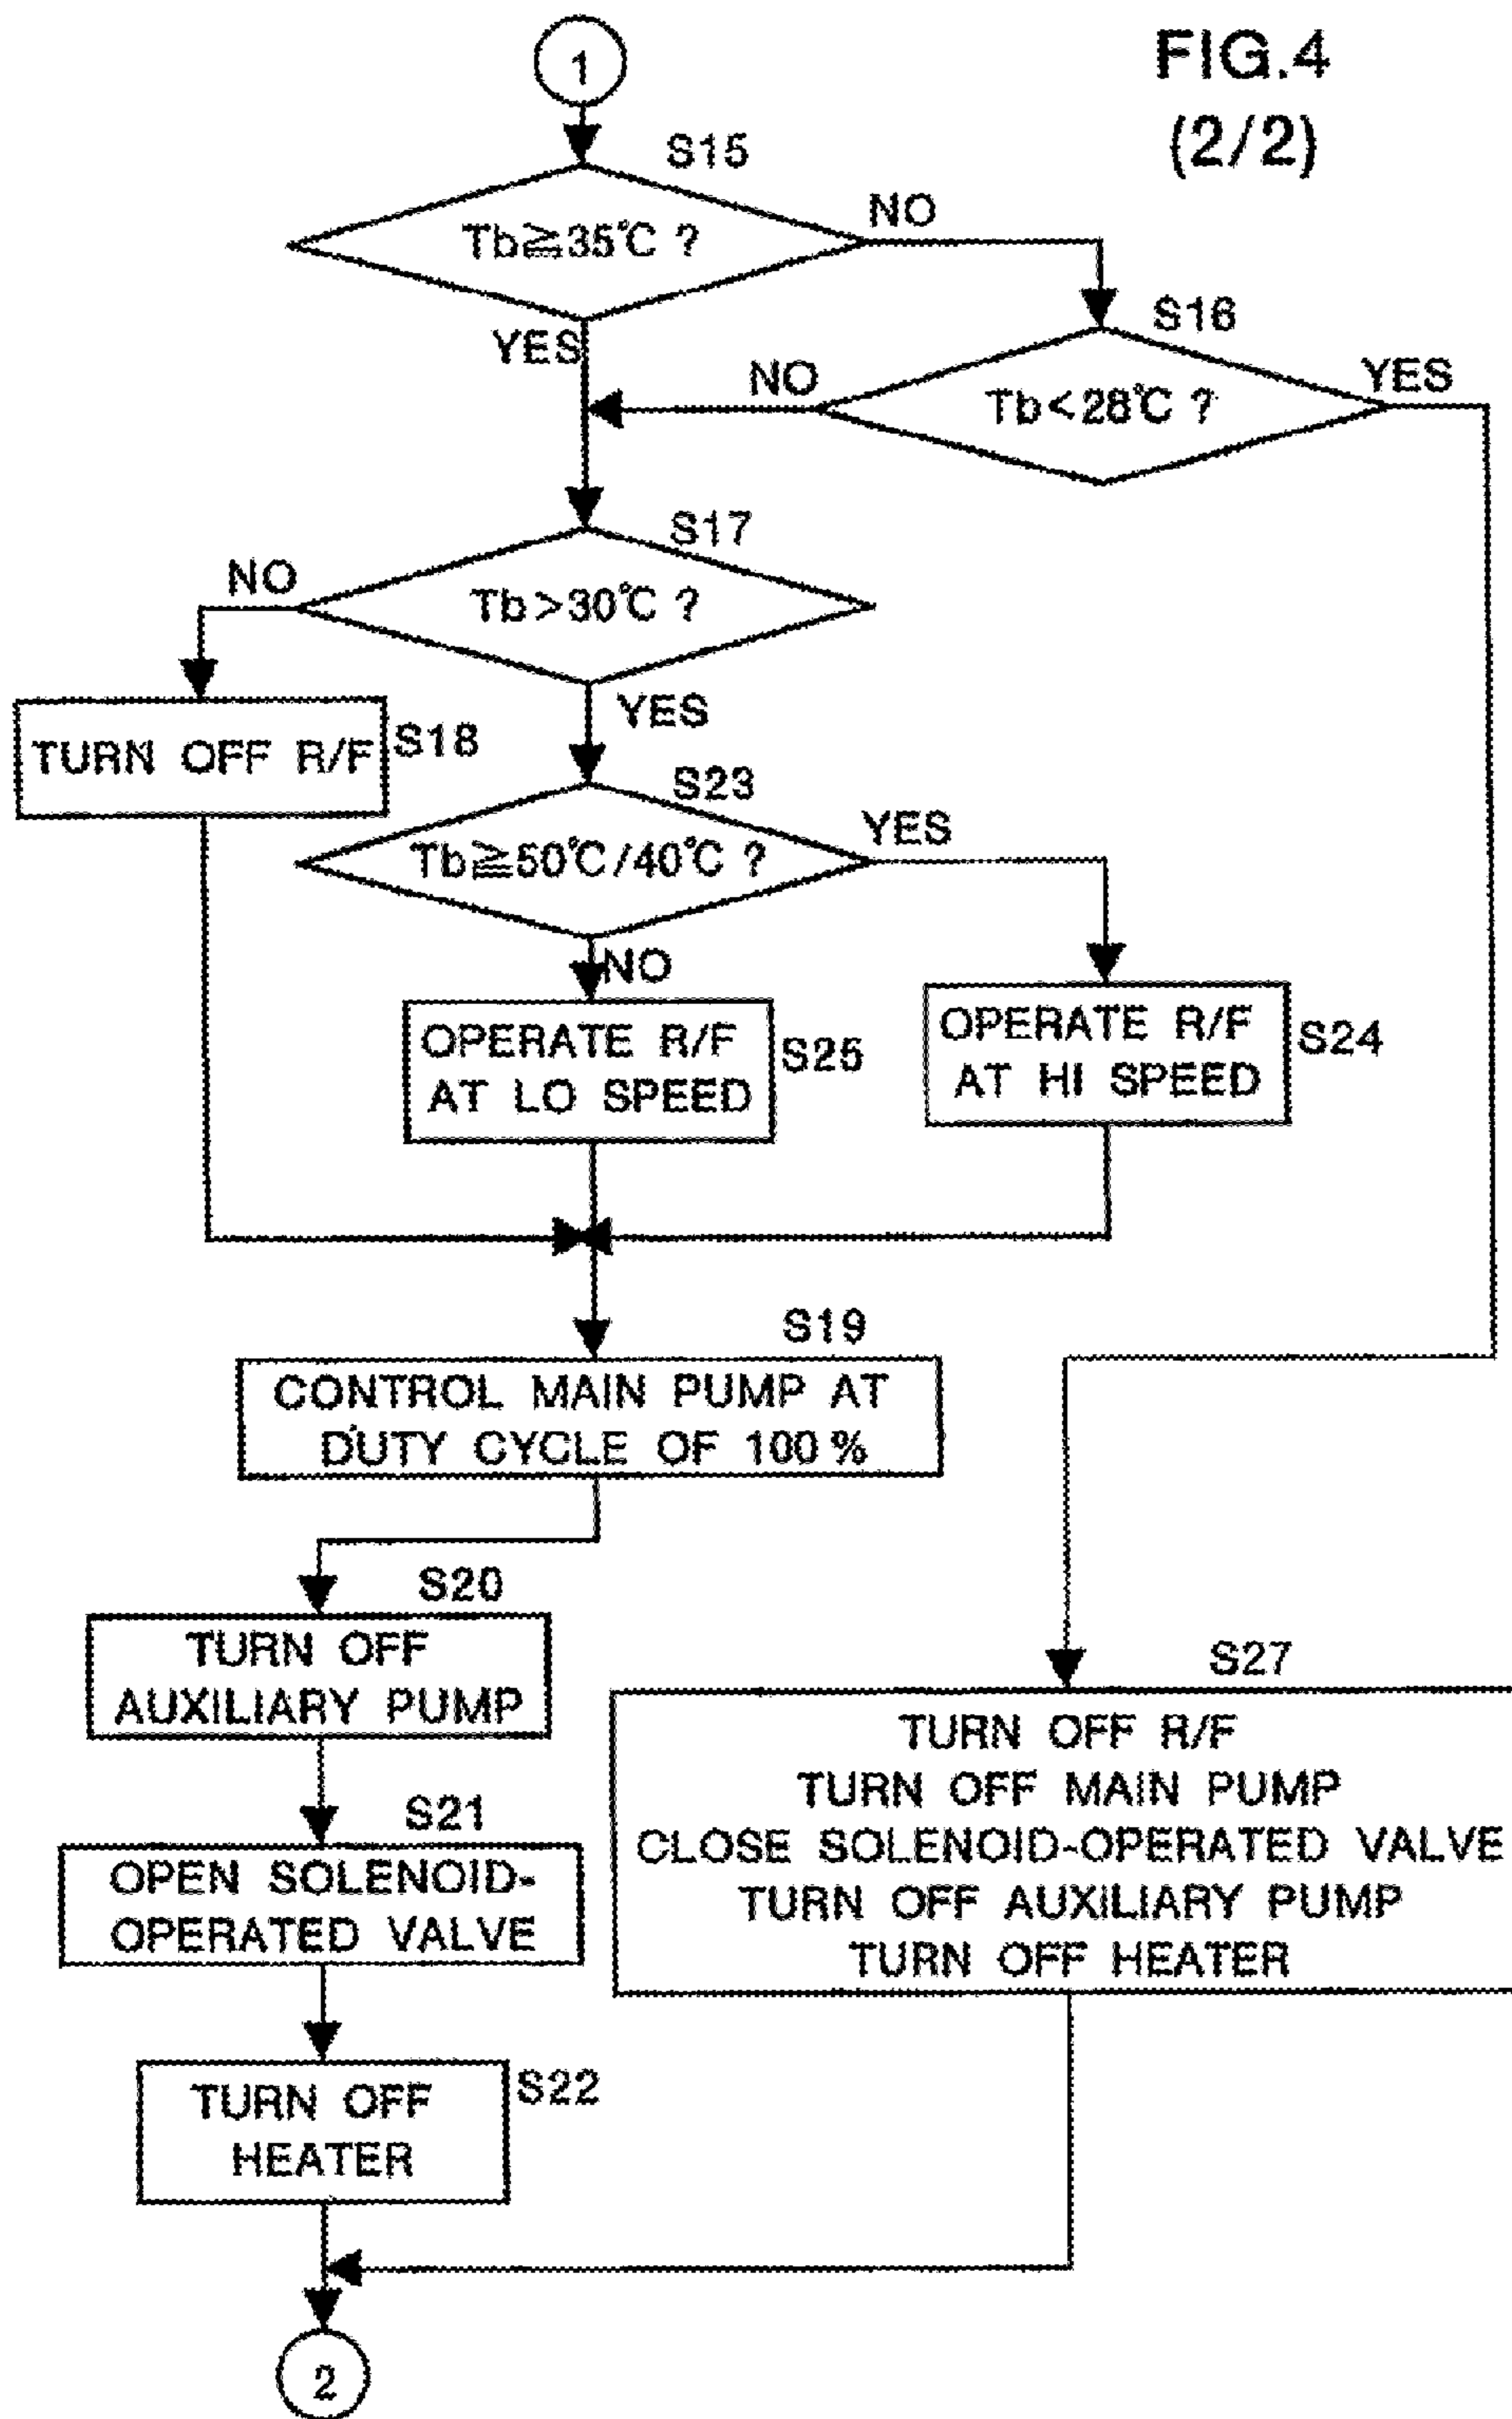 FIG.4
(2/2)
1
S15
Tb≧35℃ ?
NO
YES
S16
Tb<28℃ ?
NO
YES
S17
Tb>30℃ ?
NO
YES
TURN OFF R/F
S18
S23
Tb≧50℃/40℃ ?
YES
NO
OPERATE R/F
AT LO SPEED
S25
OPERATE R/F
AT HI SPEED
S24
S19
CONTROL MAIN PUMP AT
DUTY CYCLE OF 100%
S20
TURN OFF
AUXILIARY PUMP
S21
OPEN SOLENOID-
OPERATED VALVE
TURN OFF
HEATER
S22
S27
TURN OFF R/F
TURN OFF MAIN PUMP
CLOSE SOLENOID-OPERATED VALVE
TURN OFF AUXILIARY PUMP
TURN OFF HEATER
2